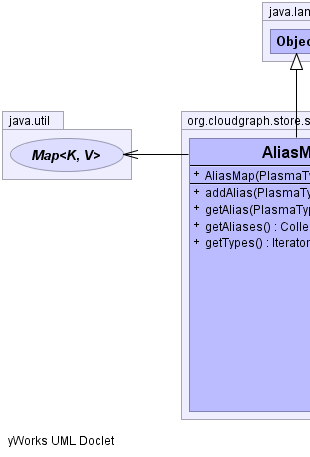 java.lan
Objec
java.util
Map<K, V>
org.cloudgraph.store.s
AliasM
+ AliasMap(PlasmaTy
+ addAlias(PlasmaTy
+ getAlias(PlasmaTyp
+ getAliases() : Colle
+ getTypes() : Iterator
yWorks UML Doclet